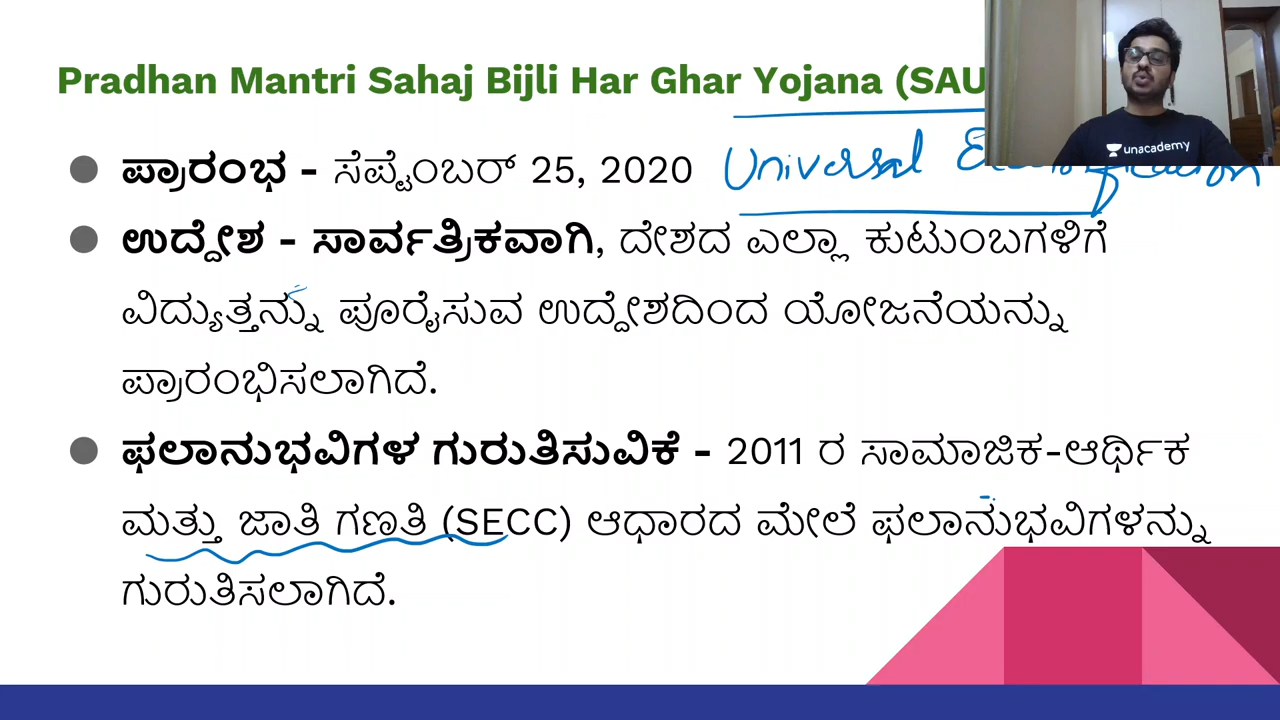 Pradhan Mantri Sahaj Bijli Har Ghar Yojana (SAU
unacademy
● ಪ್ರಾರಂಭ - ಸೆಪ್ಟೆಂಬರ್ 25, 2020
Universal
● ಉದ್ದೇಶ - ಸಾರ್ವತ್ರಿಕವಾಗಿ, ದೇಶದ ಎಲ್ಲಾ ಕುಟುಂಬಗಳಿಗೆ
ವಿದ್ಯುತ್ತನ್ನು ಪೂರೈಸುವ ಉದ್ದೇಶದಿಂದ ಯೋಜನೆಯನ್ನು
ಪ್ರಾರಂಭಿಸಲಾಗಿದೆ.
● ಫಲಾನುಭವಿಗಳ ಗುರುತಿಸುವಿಕೆ - 2011 ರ ಸಾಮಾಜಿಕ-ಆರ್ಥಿಕ
ಮತ್ತು ಜಾತಿ ಗಣತಿ (SECC) ಆಧಾರದ ಮೇಲೆ ಫಲಾನುಭವಿಗಳನ್ನು
ಗುರುತಿಸಲಾಗಿದೆ.